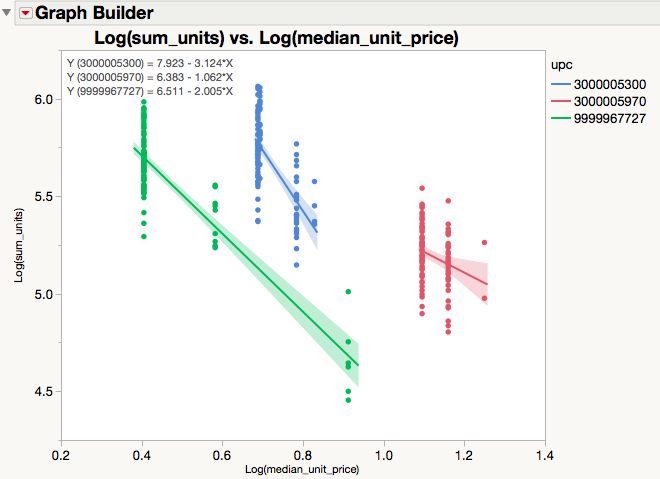 Graph Builder
Log(sum_units) vs. Log(median_unit_price)
Y (3000005300) = 7.923 - 3.124*X
Y (3000005970) = 6.383 - 1.062*X
Y (9999967727) = 6.511 - 2.005*X
upc
3000005300
3000005970
9999967727
Log(sum_units)
6.0
5.5
5.0
4.5
0.2 0.4 0.6 0.8 1.0 1.2 1.4
Log(median_unit_price)